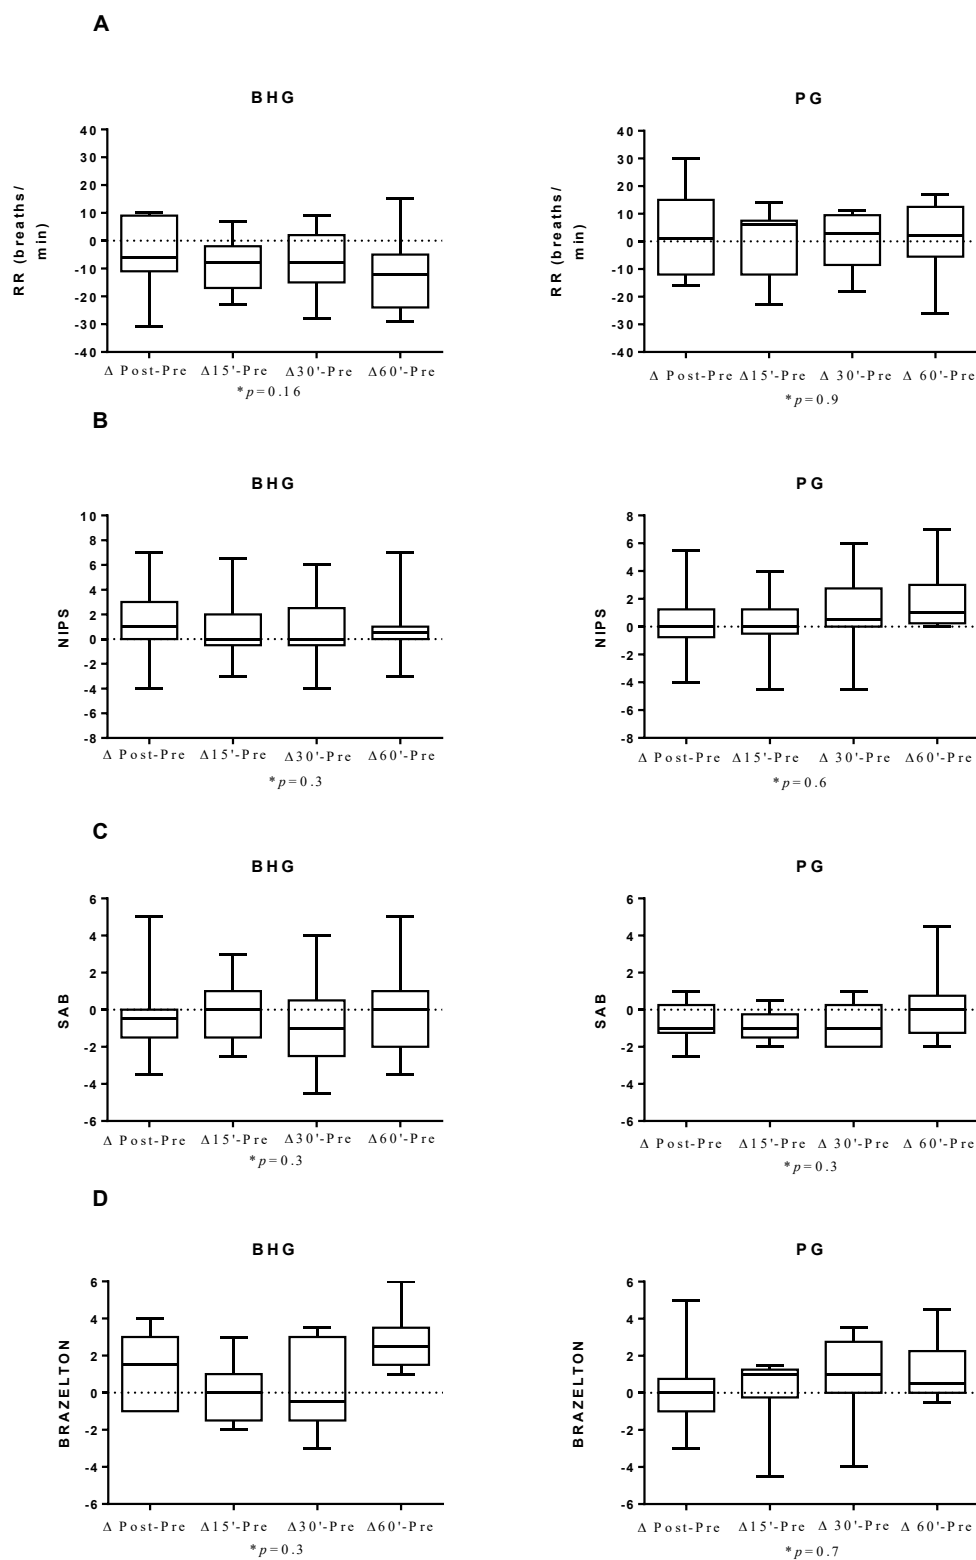 A
BHG
RR (breaths/
min)
40
30
20
10
0
-10
-20
-30
-40
Δ Post-Pre Δ15'-Pre Δ30'-Pre Δ60'-Pre
*p=0.16
PG
RR (breaths/
min)
40
30
20
10
0
-10
-20
-30
-40
Δ Post-Pre Δ15'-Pre Δ 30'-Pre Δ 60'-Pre
*p=0.9
B
BHG
NIPS
10
8
6
4
2
0
-2
-4
-6
-8
Δ Post-Pre Δ15'-Pre Δ30'-Pre Δ60'-Pre
*p=0.3
PG
NIPS
8
6
4
2
0
-2
-4
-6
-8
Δ Post-Pre Δ15'-Pre Δ 30'-Pre Δ60'-Pre
*p=0.6
C
BHG
SAB
6
4
2
0
-2
-4
-6
Δ Post-Pre Δ15'-Pre Δ30'-Pre Δ60'-Pre
*p=0.3
PG
SAB
6
4
2
0
-2
-4
-6
Δ Post-Pre Δ15'-Pre Δ 30'-Pre Δ 60'-Pre
*p=0.3
D
BHG
BRAZELTON
6
4
2
0
-2
-4
-6
Δ Post-Pre Δ15'-Pre Δ30'-Pre Δ60'-Pre
*p=0.3
PG
BRAZELTON
6
4
2
0
-2
-4
-6
Δ Post-Pre Δ15'-Pre Δ 30'-Pre Δ 60'-Pre
*p=0.7